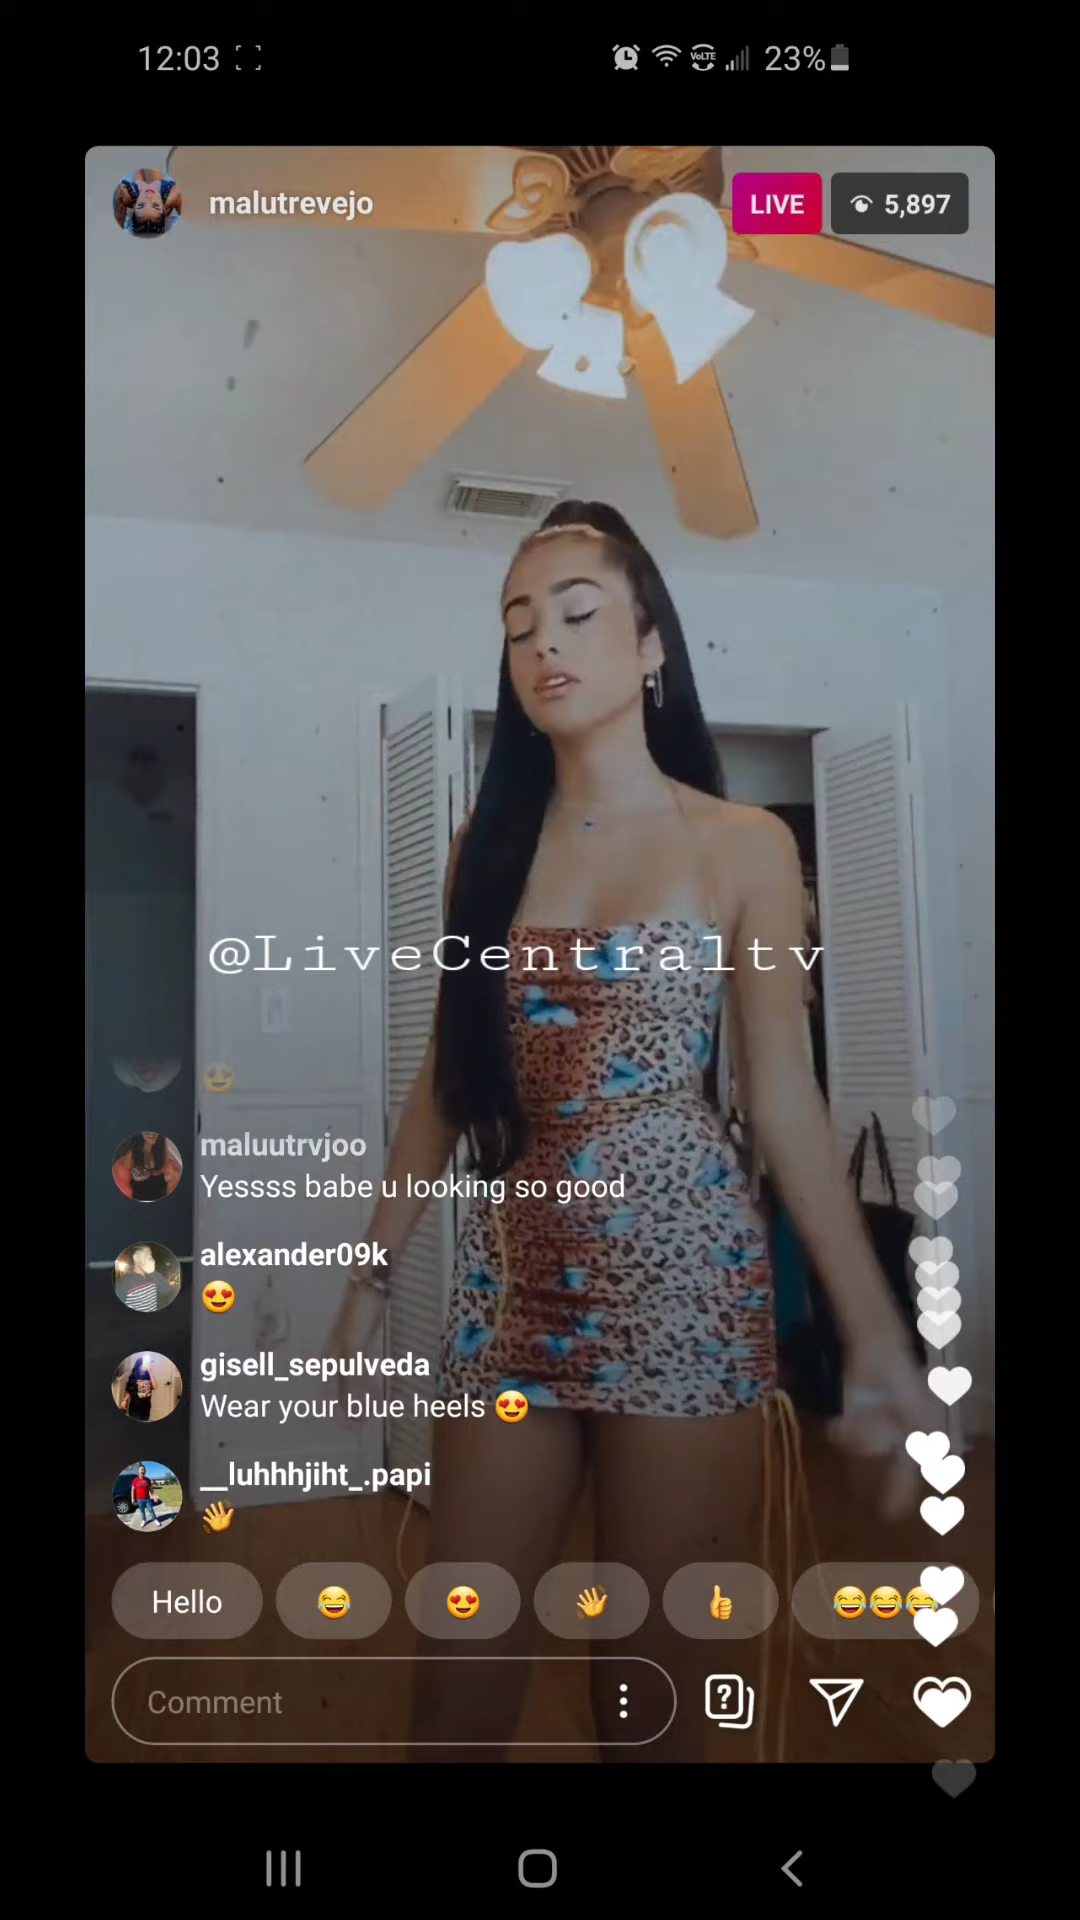 12:03
VoLTE
23%
malutrevejo
LIVE
5,897
@LiveCentraltv
😍
maluutrvjoo
Yessss babe u looking so good
alexander09k
😍
gisell_sepulveda
Wear your blue heels 😍
__luhhhjiht_.papi
👋
Hello 😂 😍 👋 👍 😂😂😂
Comment
?